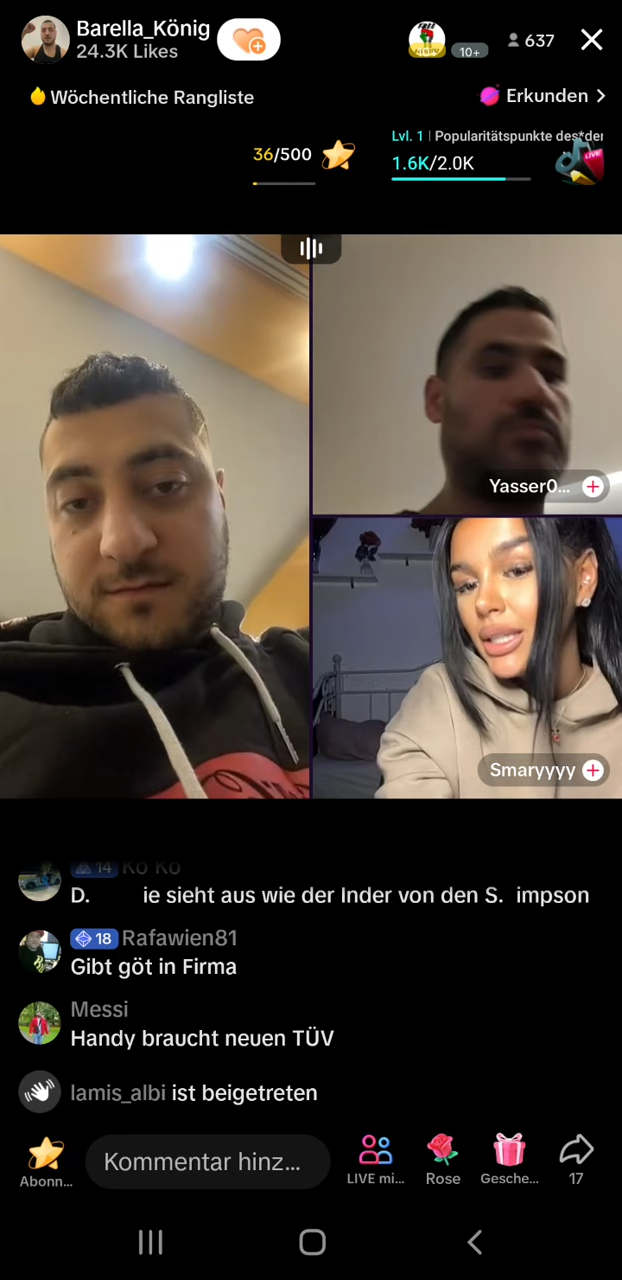 Barella_König
24.3K Likes
10+
637
Wöchentliche Rangliste
Erkunden
36/500
Lvl. 1 | Popularitätspunkte des*der
1.6K/2.0K
LIVE
Yasser0...
Smaryyyy
14 Ko Ko
D. ie sieht aus wie der Inder von den S. impson
18 Rafawien81
Gibt göt in Firma
Messi
Handy braucht neuen TÜV
lamis_albi ist beigetreten
Kommentar hinz...
Abonn...
LIVE mi...
Rose
Gesche...
17